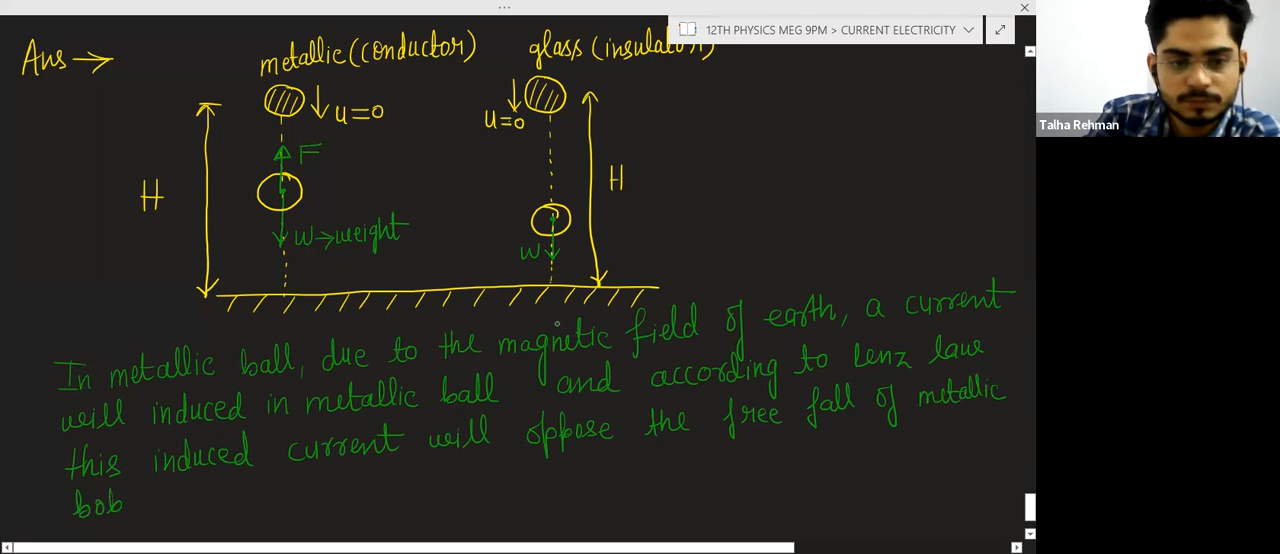 12TH PHYSICS MEG 9PM > CURRENT ELECTRICITY
Talha Rehman
Ans →
metallic (conductor)
glass (insulator)
u=0
u=0
F
H
H
W→weight
W
In metallic ball, due to the magnetic field of earth, a current
will induced in metallic ball and according to Lenz law
this induced current will oppose the free fall of metallic
bob